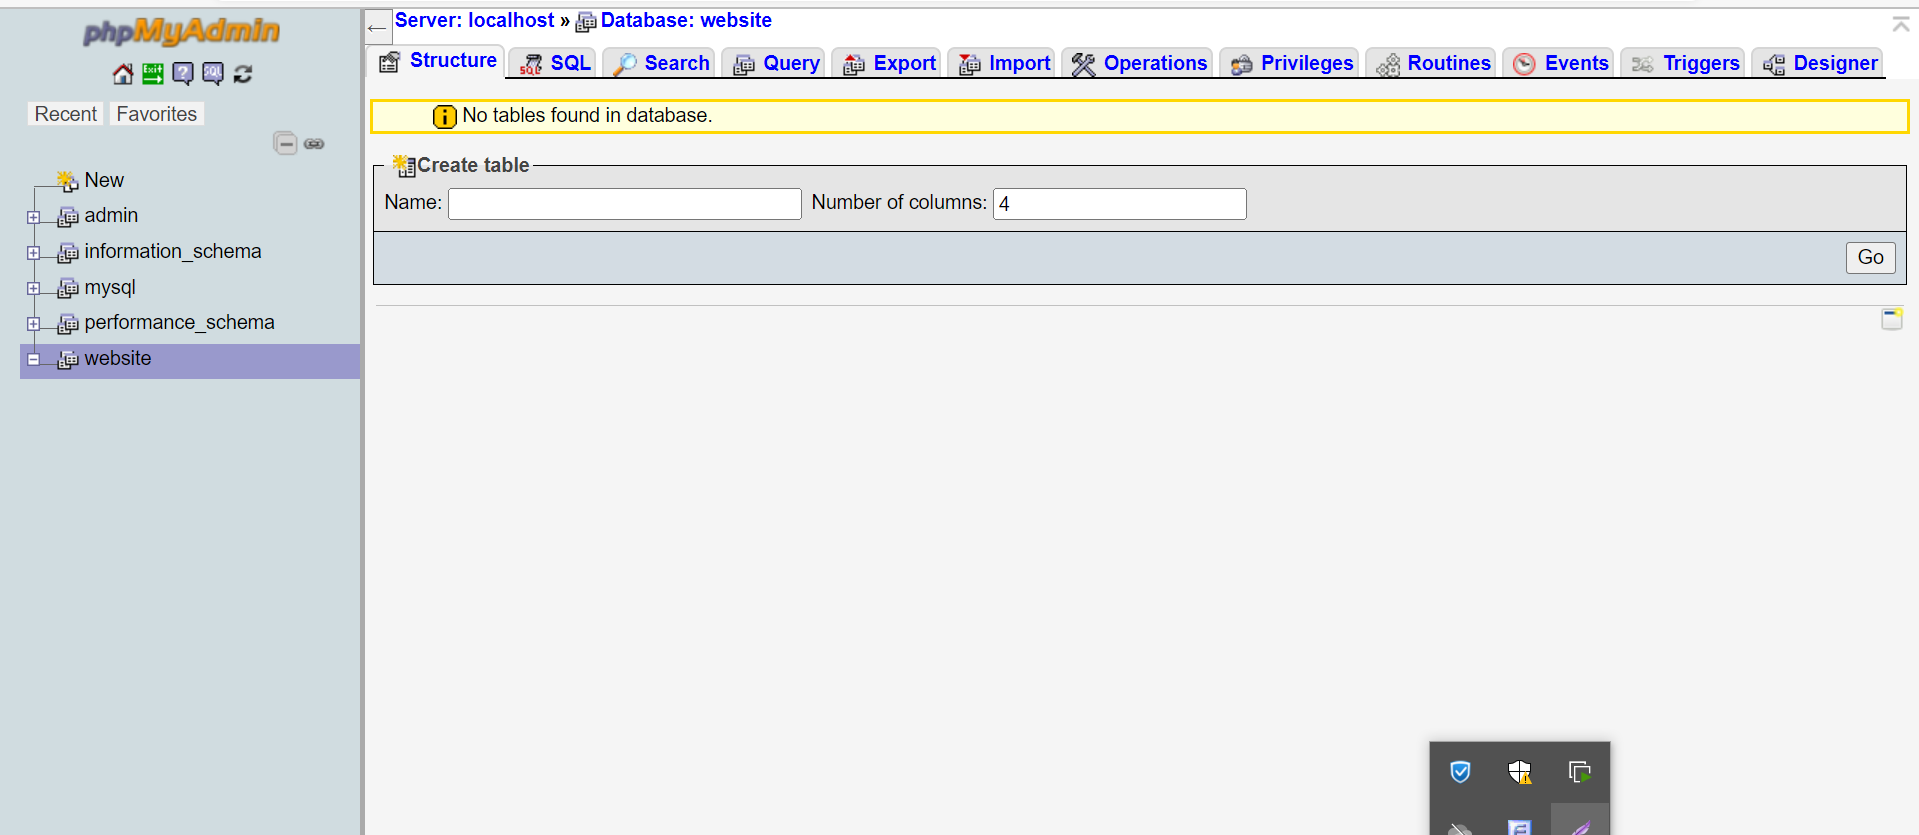 phpMyAdmin
Recent Favorites
New
admin
information_schema
mysql
performance_schema
website
← Server: localhost » Database: website
Structure SQL Search Query Export Import Operations Privileges Routines Events Triggers Designer
No tables found in database.
Create table
Name: Number of columns: 4
Go